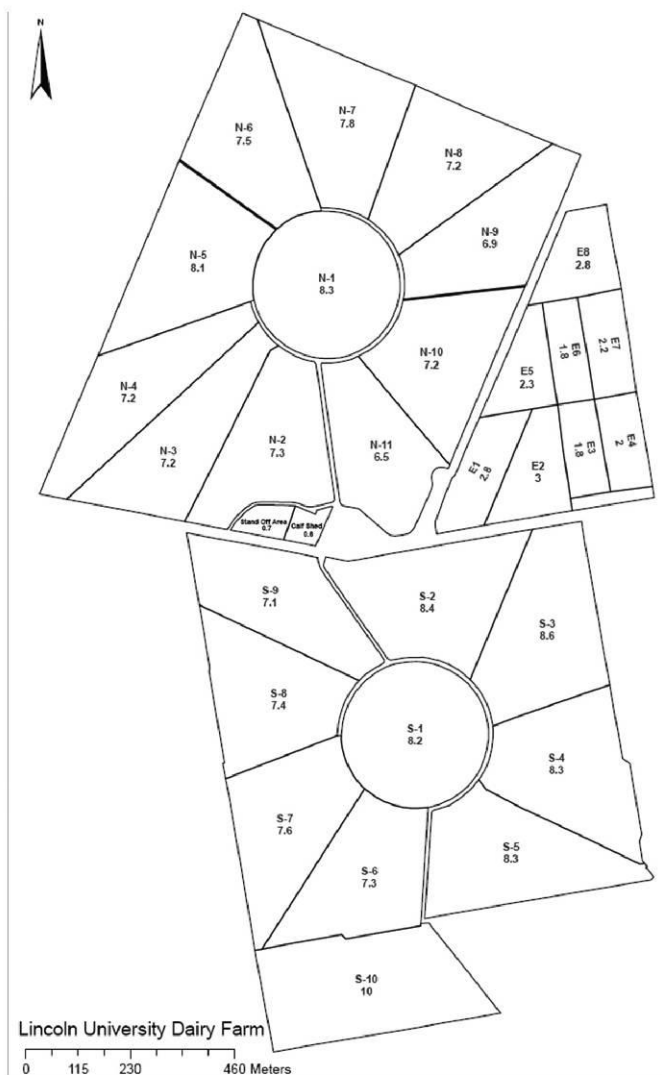 N
N-7
7.8
N-6
7.5
N-8
7.2
N-9
6.9
N-5
8.1
N-1
8.3
E8
2.8
E6
1.8
E7
2.2
N-10
7.2
E5
2.3
N-4
7.2
N-3
7.2
N-2
7.3
N-11
6.5
E1
2.8
E2
3
E3
1.8
E4
2
Stand Off Area
0.7
Calf Shed
0.6
S-9
7.1
S-2
8.4
S-3
8.6
S-8
7.4
S-1
8.2
S-4
8.3
S-7
7.6
S-6
7.3
S-5
8.3
S-10
10
Lincoln University Dairy Farm
0 115 230 460 Meters